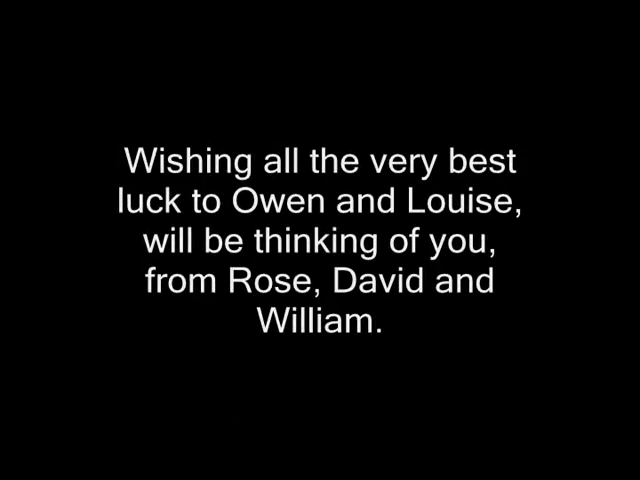 Wishing all the very best
luck to Owen and Louise,
will be thinking of you,
from Rose, David and
William.